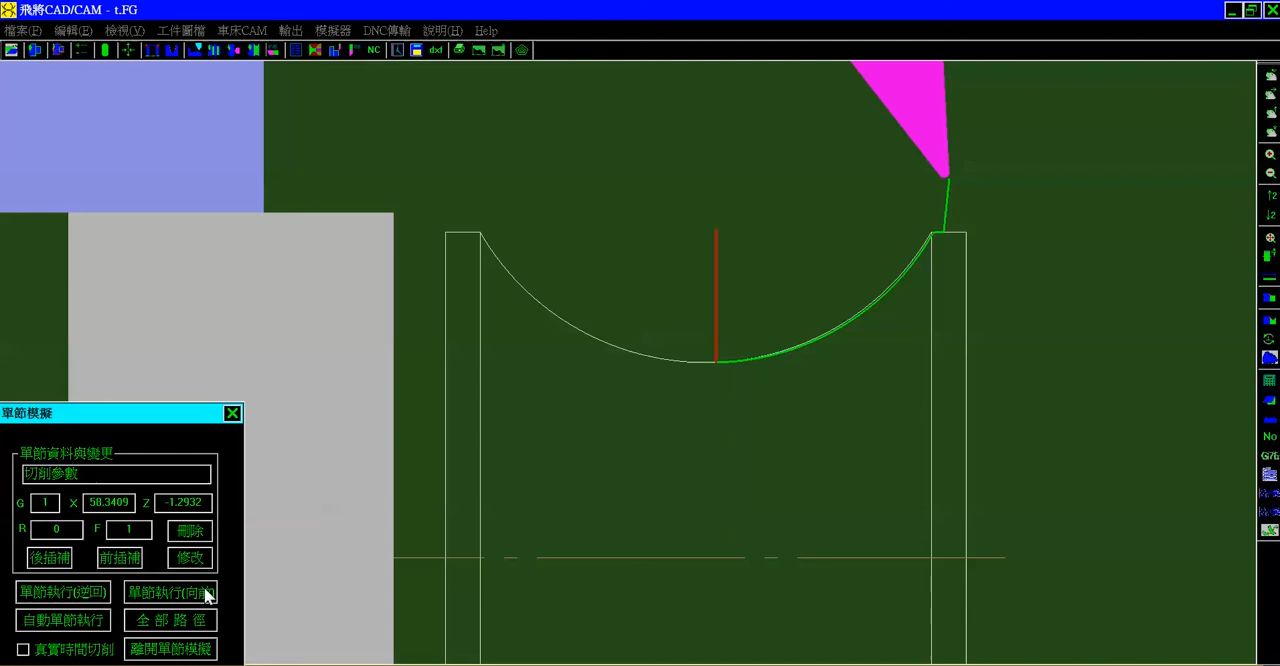 飛將CAD/CAM - t.FG
檔案(F) 編輯(E) 檢視(V) 工件圖檔 車床CAM 輸出 模擬器 DNC傳輸 說明(H) Help
NC dxd
2
2
No
G76
單節模擬
單節資料與變更
切削參數
G 1 X 58.3409 Z -1.2932
R 0 F 1 刪除
後插補 前插補 修改
單節執行(逆回) 單節執行(向前)
自動單節執行 全 部 路 徑
真實時間切削 離開單節模擬